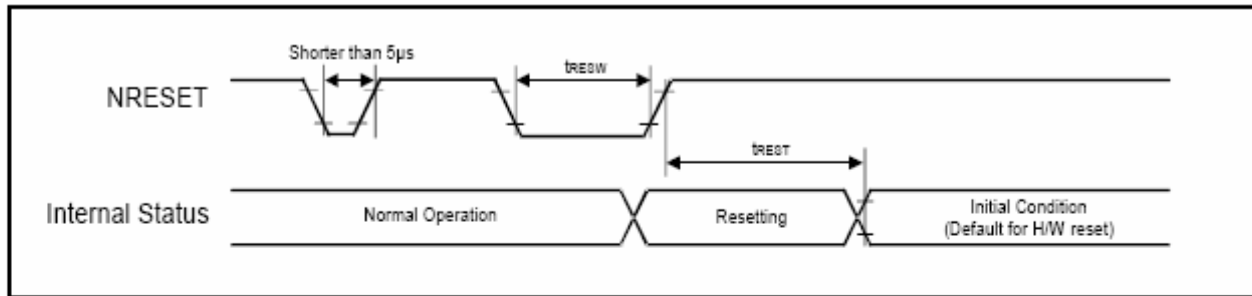 Shorter than 5µs
tRESW
NRESET
tREST
Internal Status
Normal Operation
Resetting
Initial Condition
(Default for H/W reset)